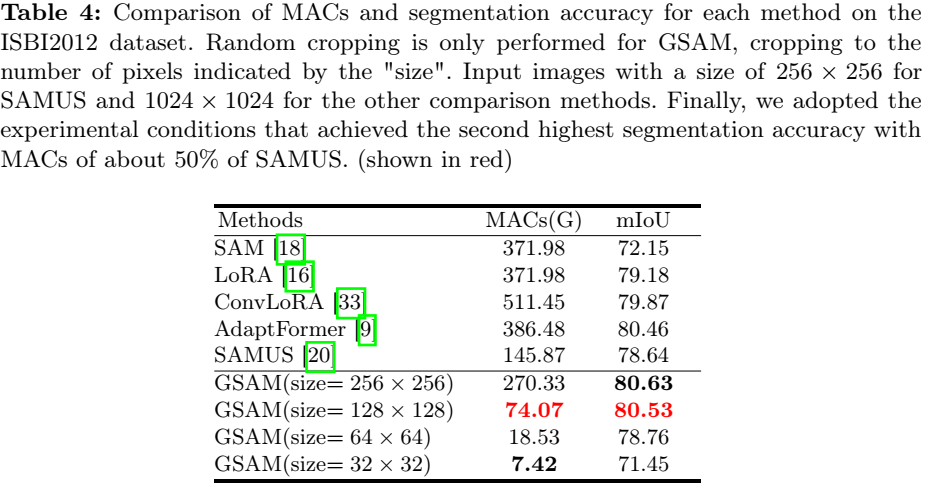 Table 4: Comparison of MACs and segmentation accuracy for each method on the
ISBI2012 dataset. Random cropping is only performed for GSAM, cropping to the
number of pixels indicated by the "size". Input images with a size of 256 × 256 for
SAMUS and 1024 × 1024 for the other comparison methods. Finally, we adopted the
experimental conditions that achieved the second highest segmentation accuracy with
MACs of about 50% of SAMUS. (shown in red)
Methods MACs(G) mIoU
SAM [18] 371.98 72.15
LoRA [16] 371.98 79.18
ConvLoRA [33] 511.45 79.87
AdaptFormer [9] 386.48 80.46
SAMUS [20] 145.87 78.64
GSAM(size= 256 × 256) 270.33 80.63
GSAM(size= 128 × 128) 74.07 80.53
GSAM(size= 64 × 64) 18.53 78.76
GSAM(size= 32 × 32) 7.42 71.45